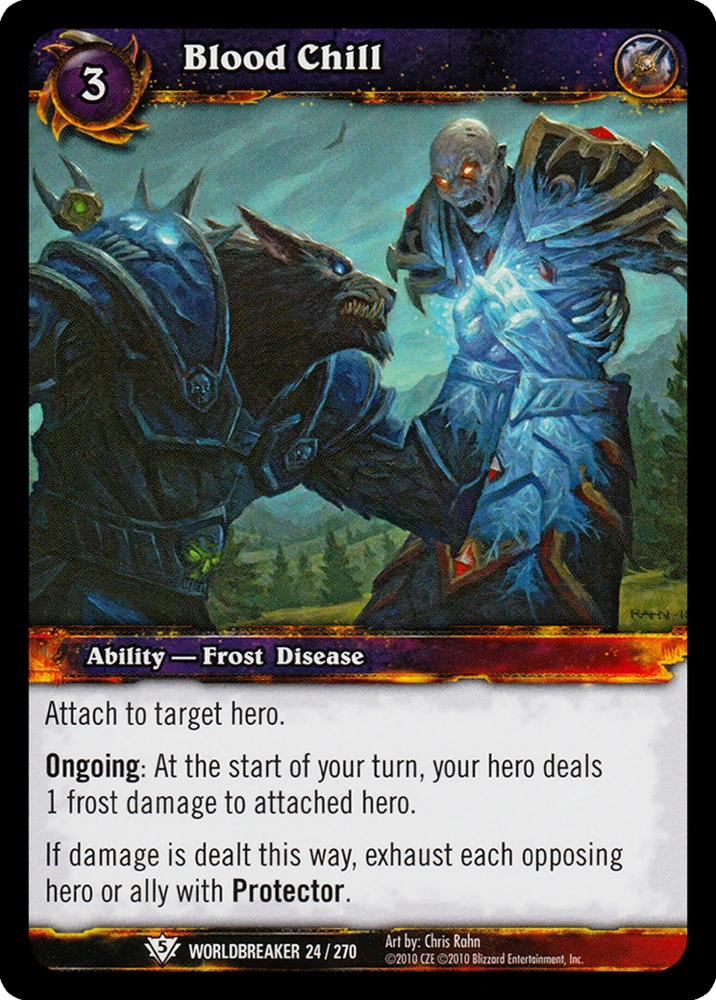 3
Blood Chill
RAHN
Ability — Frost Disease
Attach to target hero.
Ongoing: At the start of your turn, your hero deals
1 frost damage to attached hero.
If damage is dealt this way, exhaust each opposing
hero or ally with Protector.
5 WORLDBREAKER 24 / 270
Art by: Chris Rahn
©2010 CZE ©2010 Blizzard Entertainment, Inc.